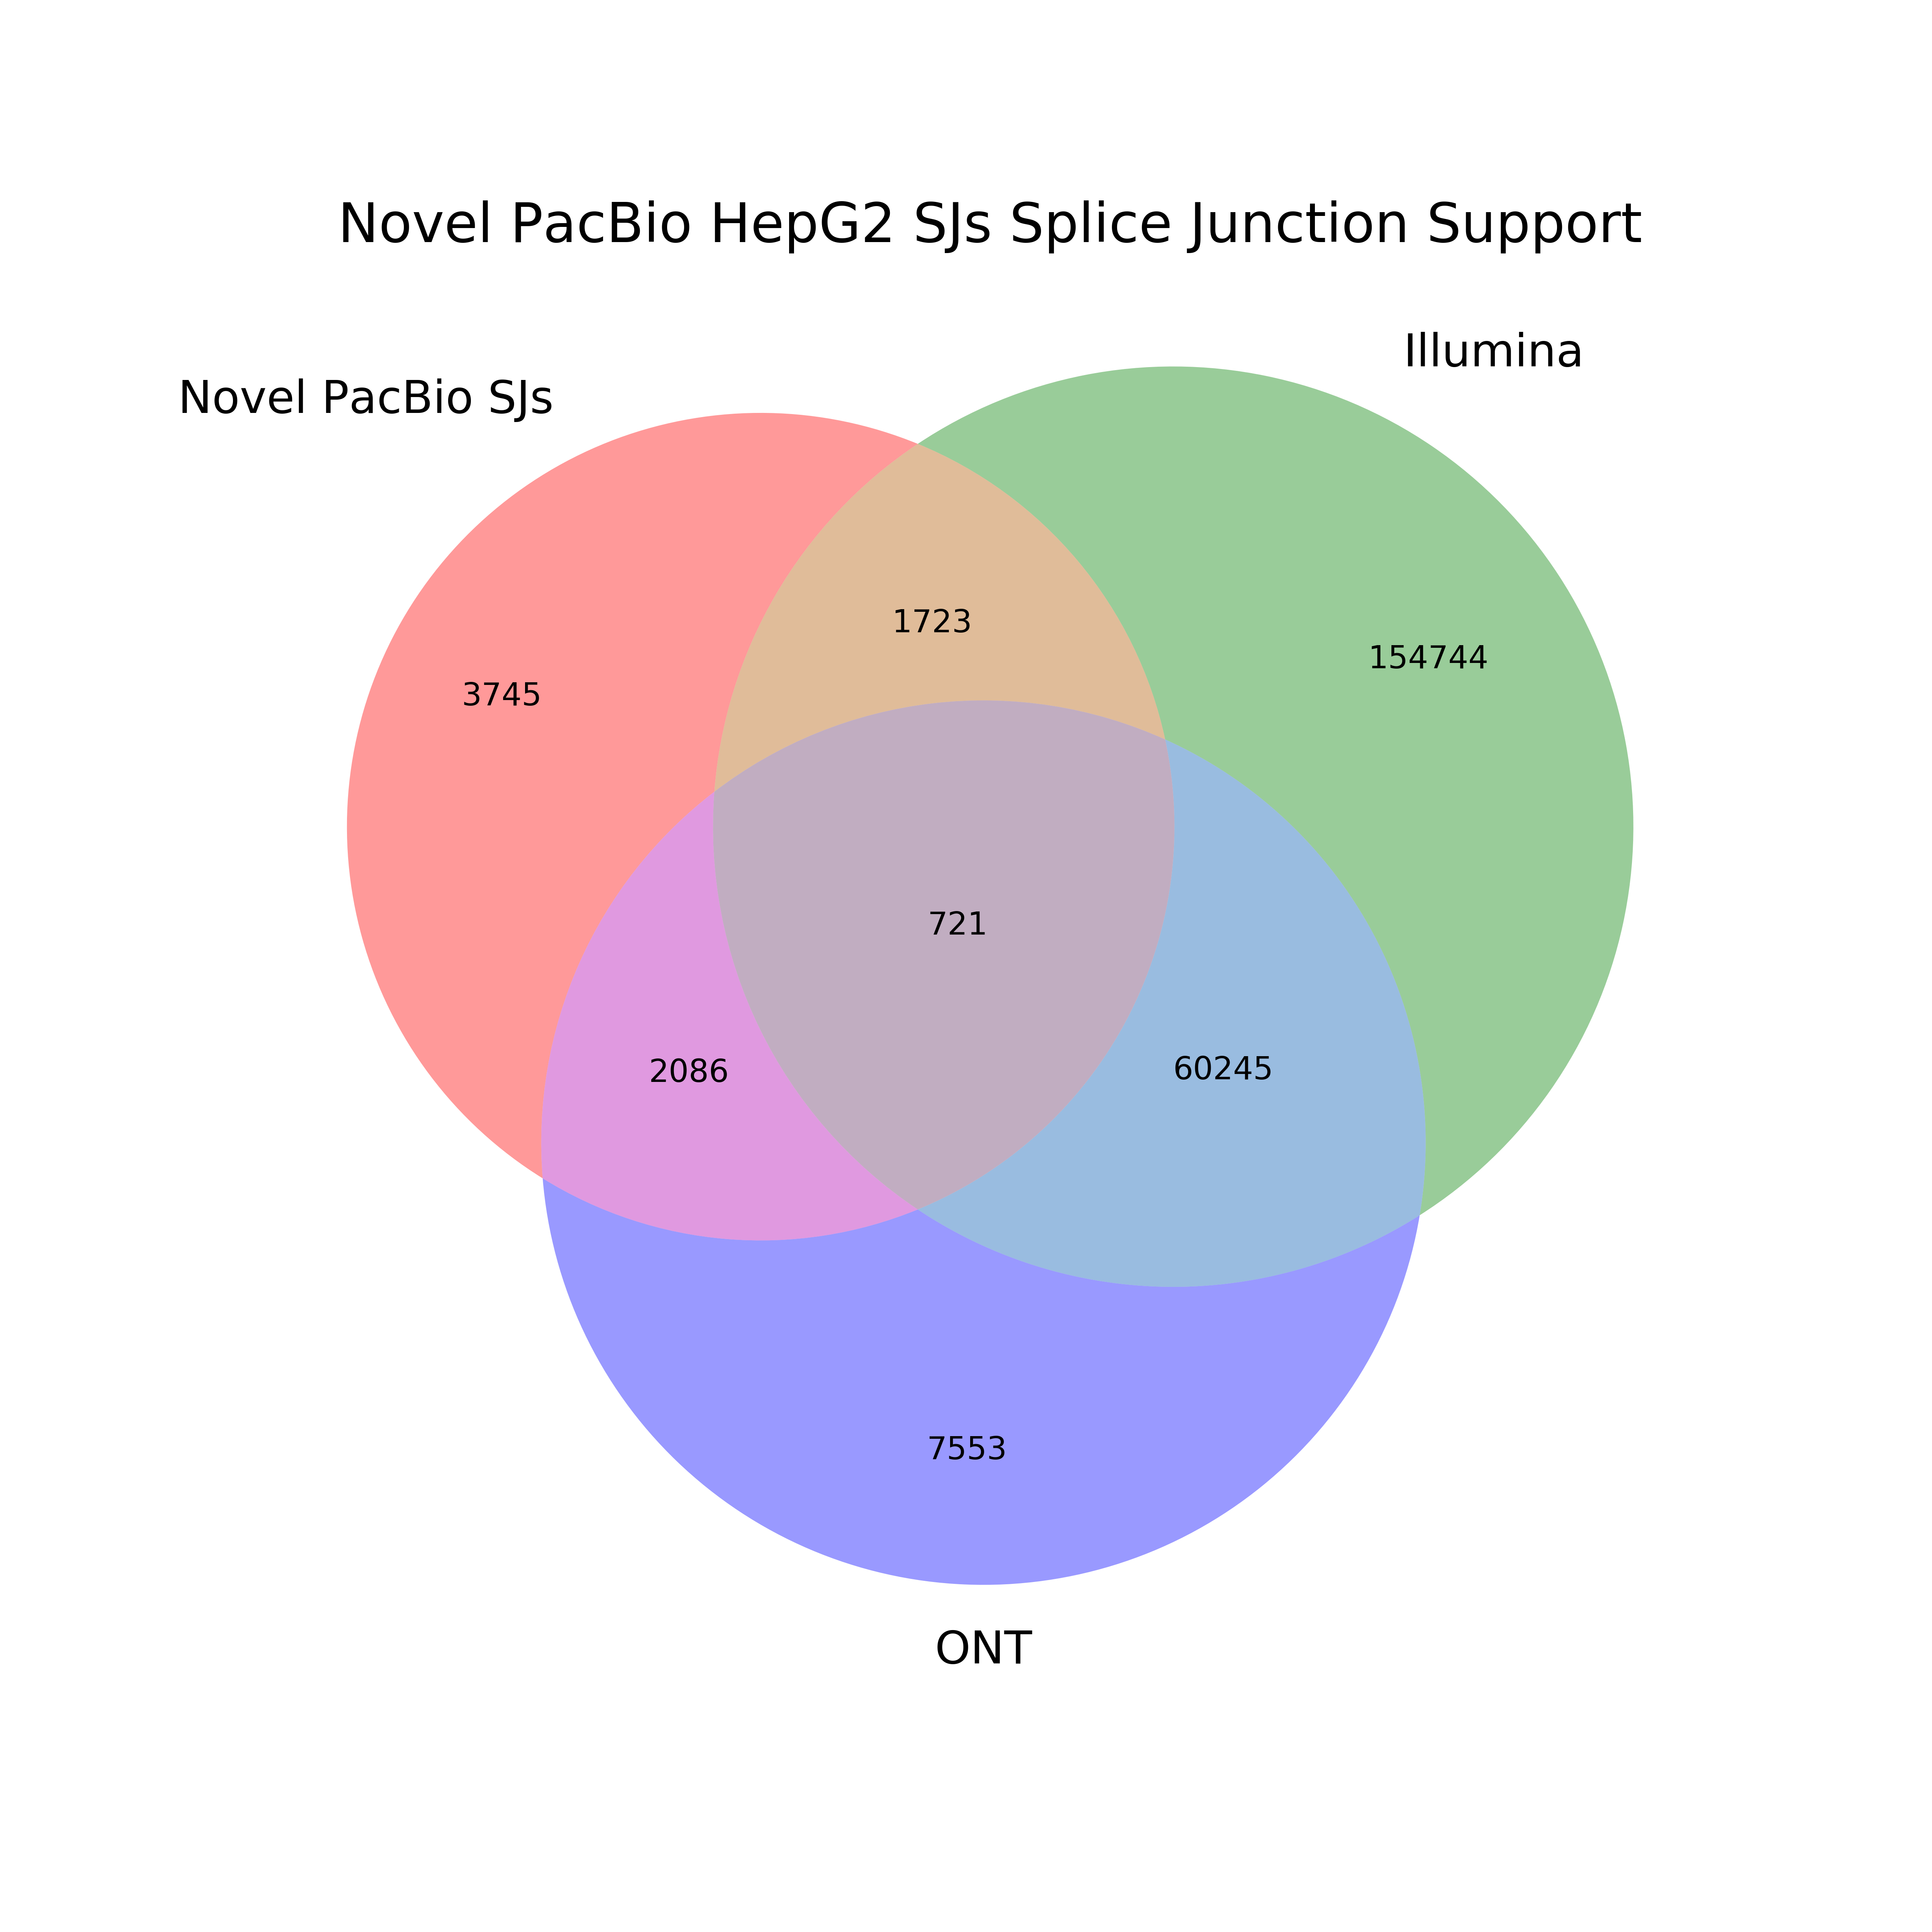 Novel PacBio HepG2 SJs Splice Junction Support
Illumina
Novel PacBio SJs
1723
154744
3745
721
60245
2086
7553
ONT